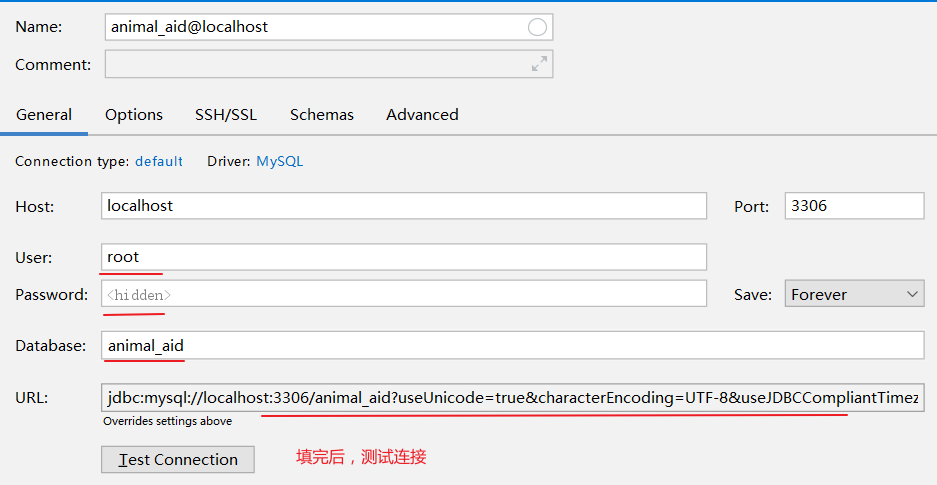 Name: animal_aid@localhost
Comment:
General Options SSH/SSL Schemas Advanced
Connection type: default Driver: MySQL
Host: localhost Port: 3306
User: root
Password: <hidden> Save: Forever
Database: animal_aid
URL: jdbc:mysql://localhost:3306/animal_aid?useUnicode=true&characterEncoding=UTF-8&useJDBCCompliantTimez
Overrides settings above
Test Connection 填完后，测试连接